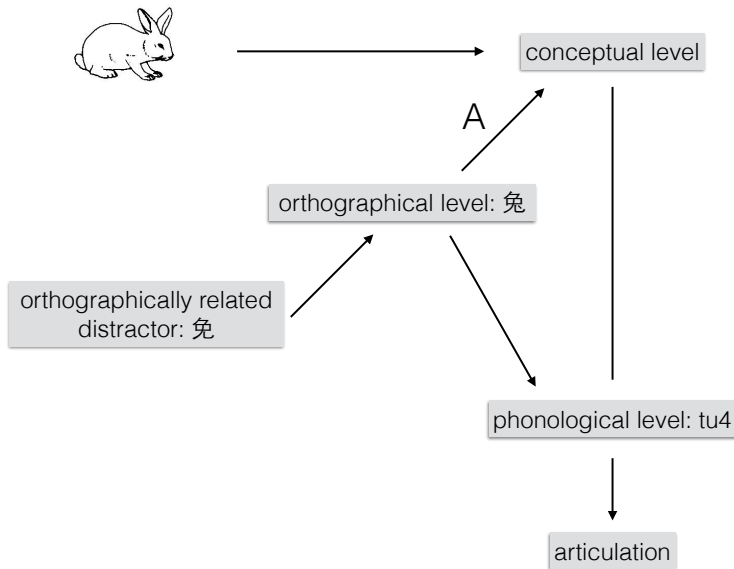 conceptual level
A
orthographical level: 兔
orthographically related
distractor: 免
phonological level: tu4
articulation